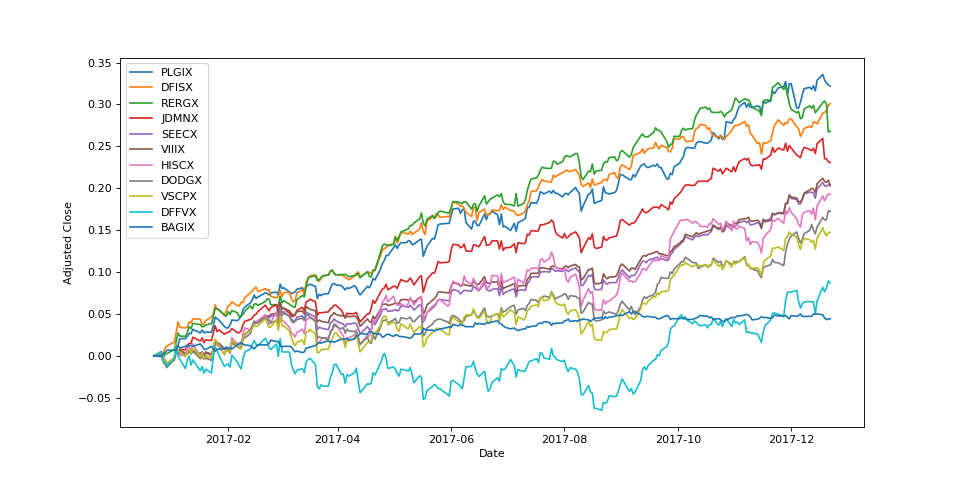 0.35
0.30
0.25
0.20
0.15
0.10
0.05
0.00
−0.05
Adjusted Close
PLGIX
DFISX
RERGX
JDMNX
SEECX
VIIIX
HISCX
DODGX
VSCPX
DFFVX
BAGIX
2017-02 2017-04 2017-06 2017-08 2017-10 2017-12
Date